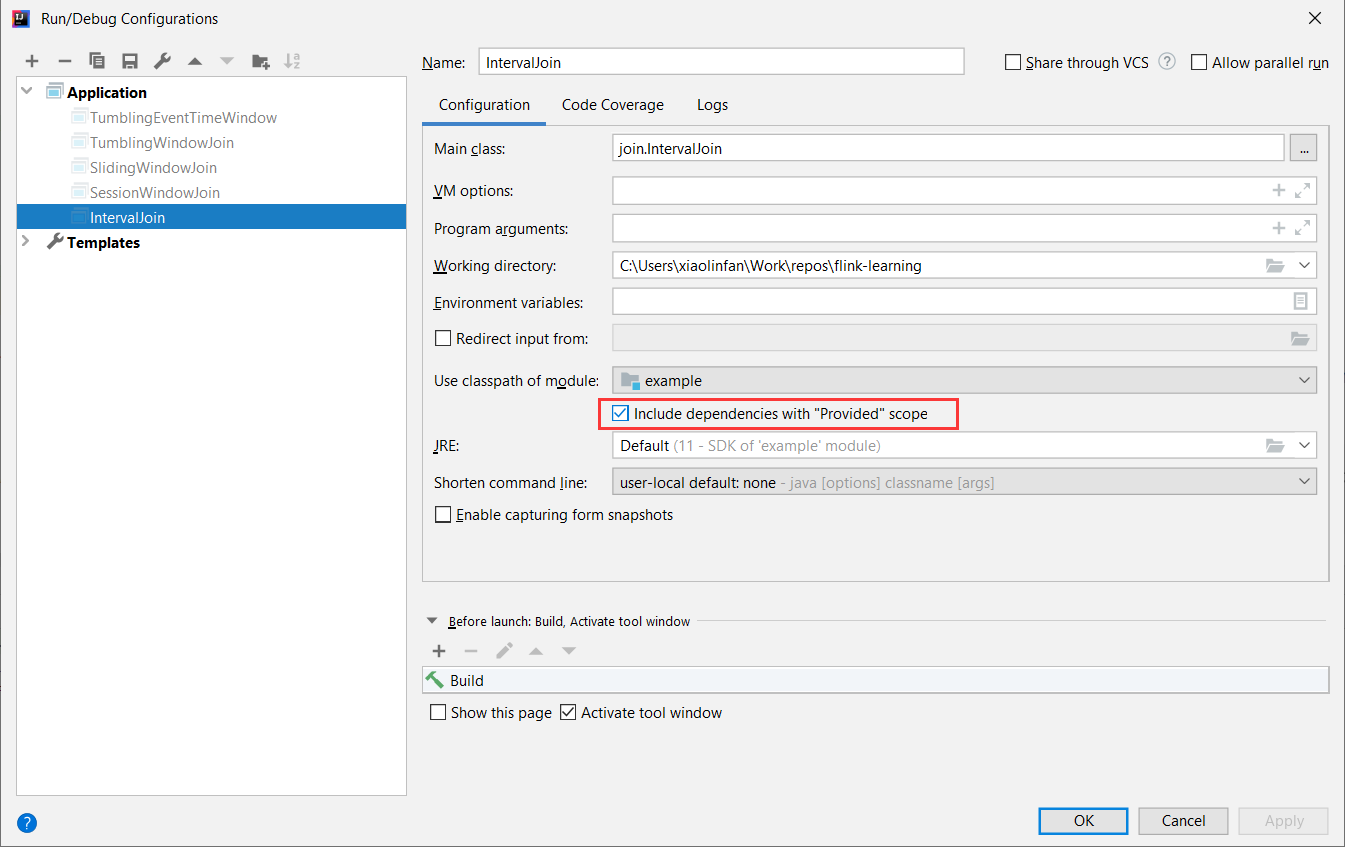 Run/Debug Configurations
Name: IntervalJoin Share through VCS ? Allow parallel run
Application
TumblingEventTimeWindow
TumblingWindowJoin
SlidingWindowJoin
SessionWindowJoin
IntervalJoin
Templates
Configuration Code Coverage Logs
Main class: join.IntervalJoin ...
VM options:
Program arguments:
Working directory: C:\Users\xiaolinfan\Work\repos\flink-learning
Environment variables:
Redirect input from:
Use classpath of module: example
Include dependencies with "Provided" scope
JRE: Default (11 - SDK of 'example' module)
Shorten command line: user-local default: none - java [options] classname [args]
Enable capturing form snapshots
Before launch: Build, Activate tool window
Build
Show this page Activate tool window
? OK Cancel Apply